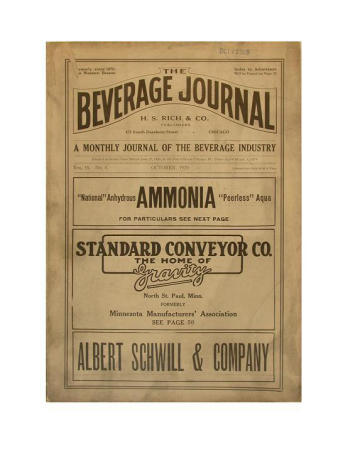 THE
BEVERAGE JOURNAL
H. S. RICH & CO.
PUBLISHERS
CHICAGO
A MONTHLY JOURNAL OF THE BEVERAGE INDUSTRY
OCTOBER,
"National" Anhydrous AMMONIA "Peerless" Aqua
FOR PARTICULARS SEE NEXT PAGE
STANDARD CONVEYOR CO.
THE HOME OF
Gravity
North St. Paul, Minn.
FORMERLY
Minnesota Manufacturers' Association
SEE PAGE 50
ALBERT SCHWILL & COMPANY